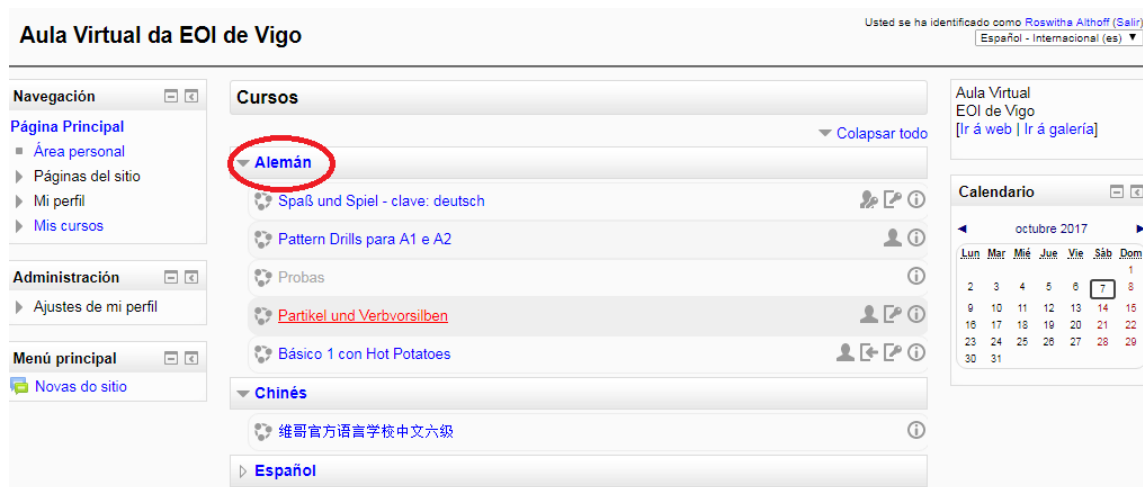 Aula Virtual da EOI de Vigo
Usted se ha identificado como Roswitha Althoff (Salir)
Español - Internacional (es)
Navegación
Página Principal
Área personal
Páginas del sitio
Mi perfil
Mis cursos
Administración
Ajustes de mi perfil
Menú principal
Novas do sitio
Cursos
Colapsar todo
Alemán
Spaß und Spiel - clave: deutsch
Pattern Drills para A1 e A2
Probas
Partikel und Verbvorsilben
Básico 1 con Hot Potatoes
Chinés
维哥官方语言学校中文六级
Español
Aula Virtual
EOI de Vigo
[Ir á web | Ir á galería]
Calendario
octubre 2017
Lun Mar Mié Jue Vie Sáb Dom
1
2 3 4 5 6 7 8
9 10 11 12 13 14 15
16 17 18 19 20 21 22
23 24 25 26 27 28 29
30 31